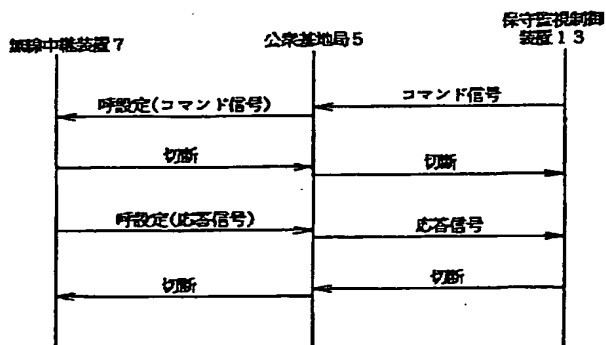 保守監視制御
装置13
無線中継装置7
公衆基地局5
コマンド信号
呼設定(コマンド信号)
切断
切断
呼設定(応答信号)
応答信号
切断
切断